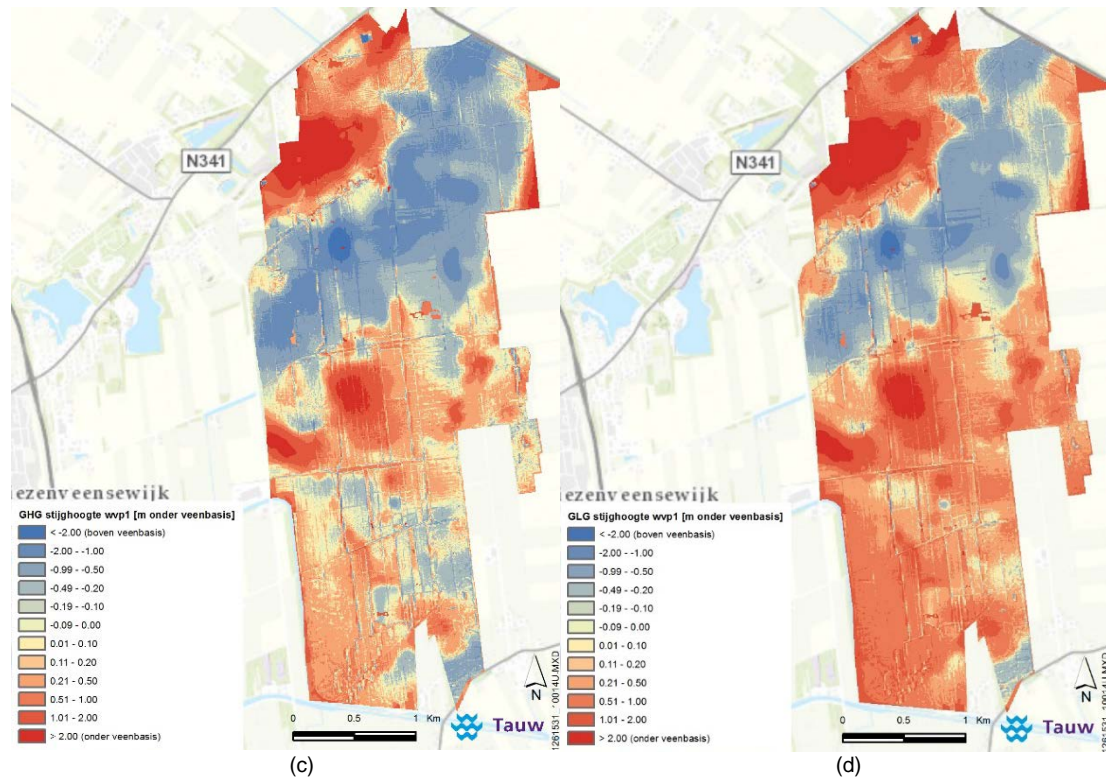 N341
ezenveensewijk
GHG stijghoogte wvp1 [m onder veenbasis]
< -2.00 (boven veenbasis)
-2.00 - -1.00
-0.99 - -0.50
-0.49 - -0.20
-0.19 - -0.10
-0.09 - 0.00
0.01 - 0.10
0.11 - 0.20
0.21 - 0.50
0.51 - 1.00
1.01 - 2.00
> 2.00 (onder veenbasis)
0 0.5 1 Km
N
Tauw
(c)
N341
ezenveensewijk
GLG stijghoogte wvp1 [m onder veenbasis]
< -2.00 (boven veenbasis)
-2.00 - -1.00
-0.99 - -0.50
-0.49 - -0.20
-0.19 - -0.10
-0.09 - 0.00
0.01 - 0.10
0.11 - 0.20
0.21 - 0.50
0.51 - 1.00
1.01 - 2.00
> 2.00 (onder veenbasis)
0 0.5 1 Km
N
Tauw
(d)